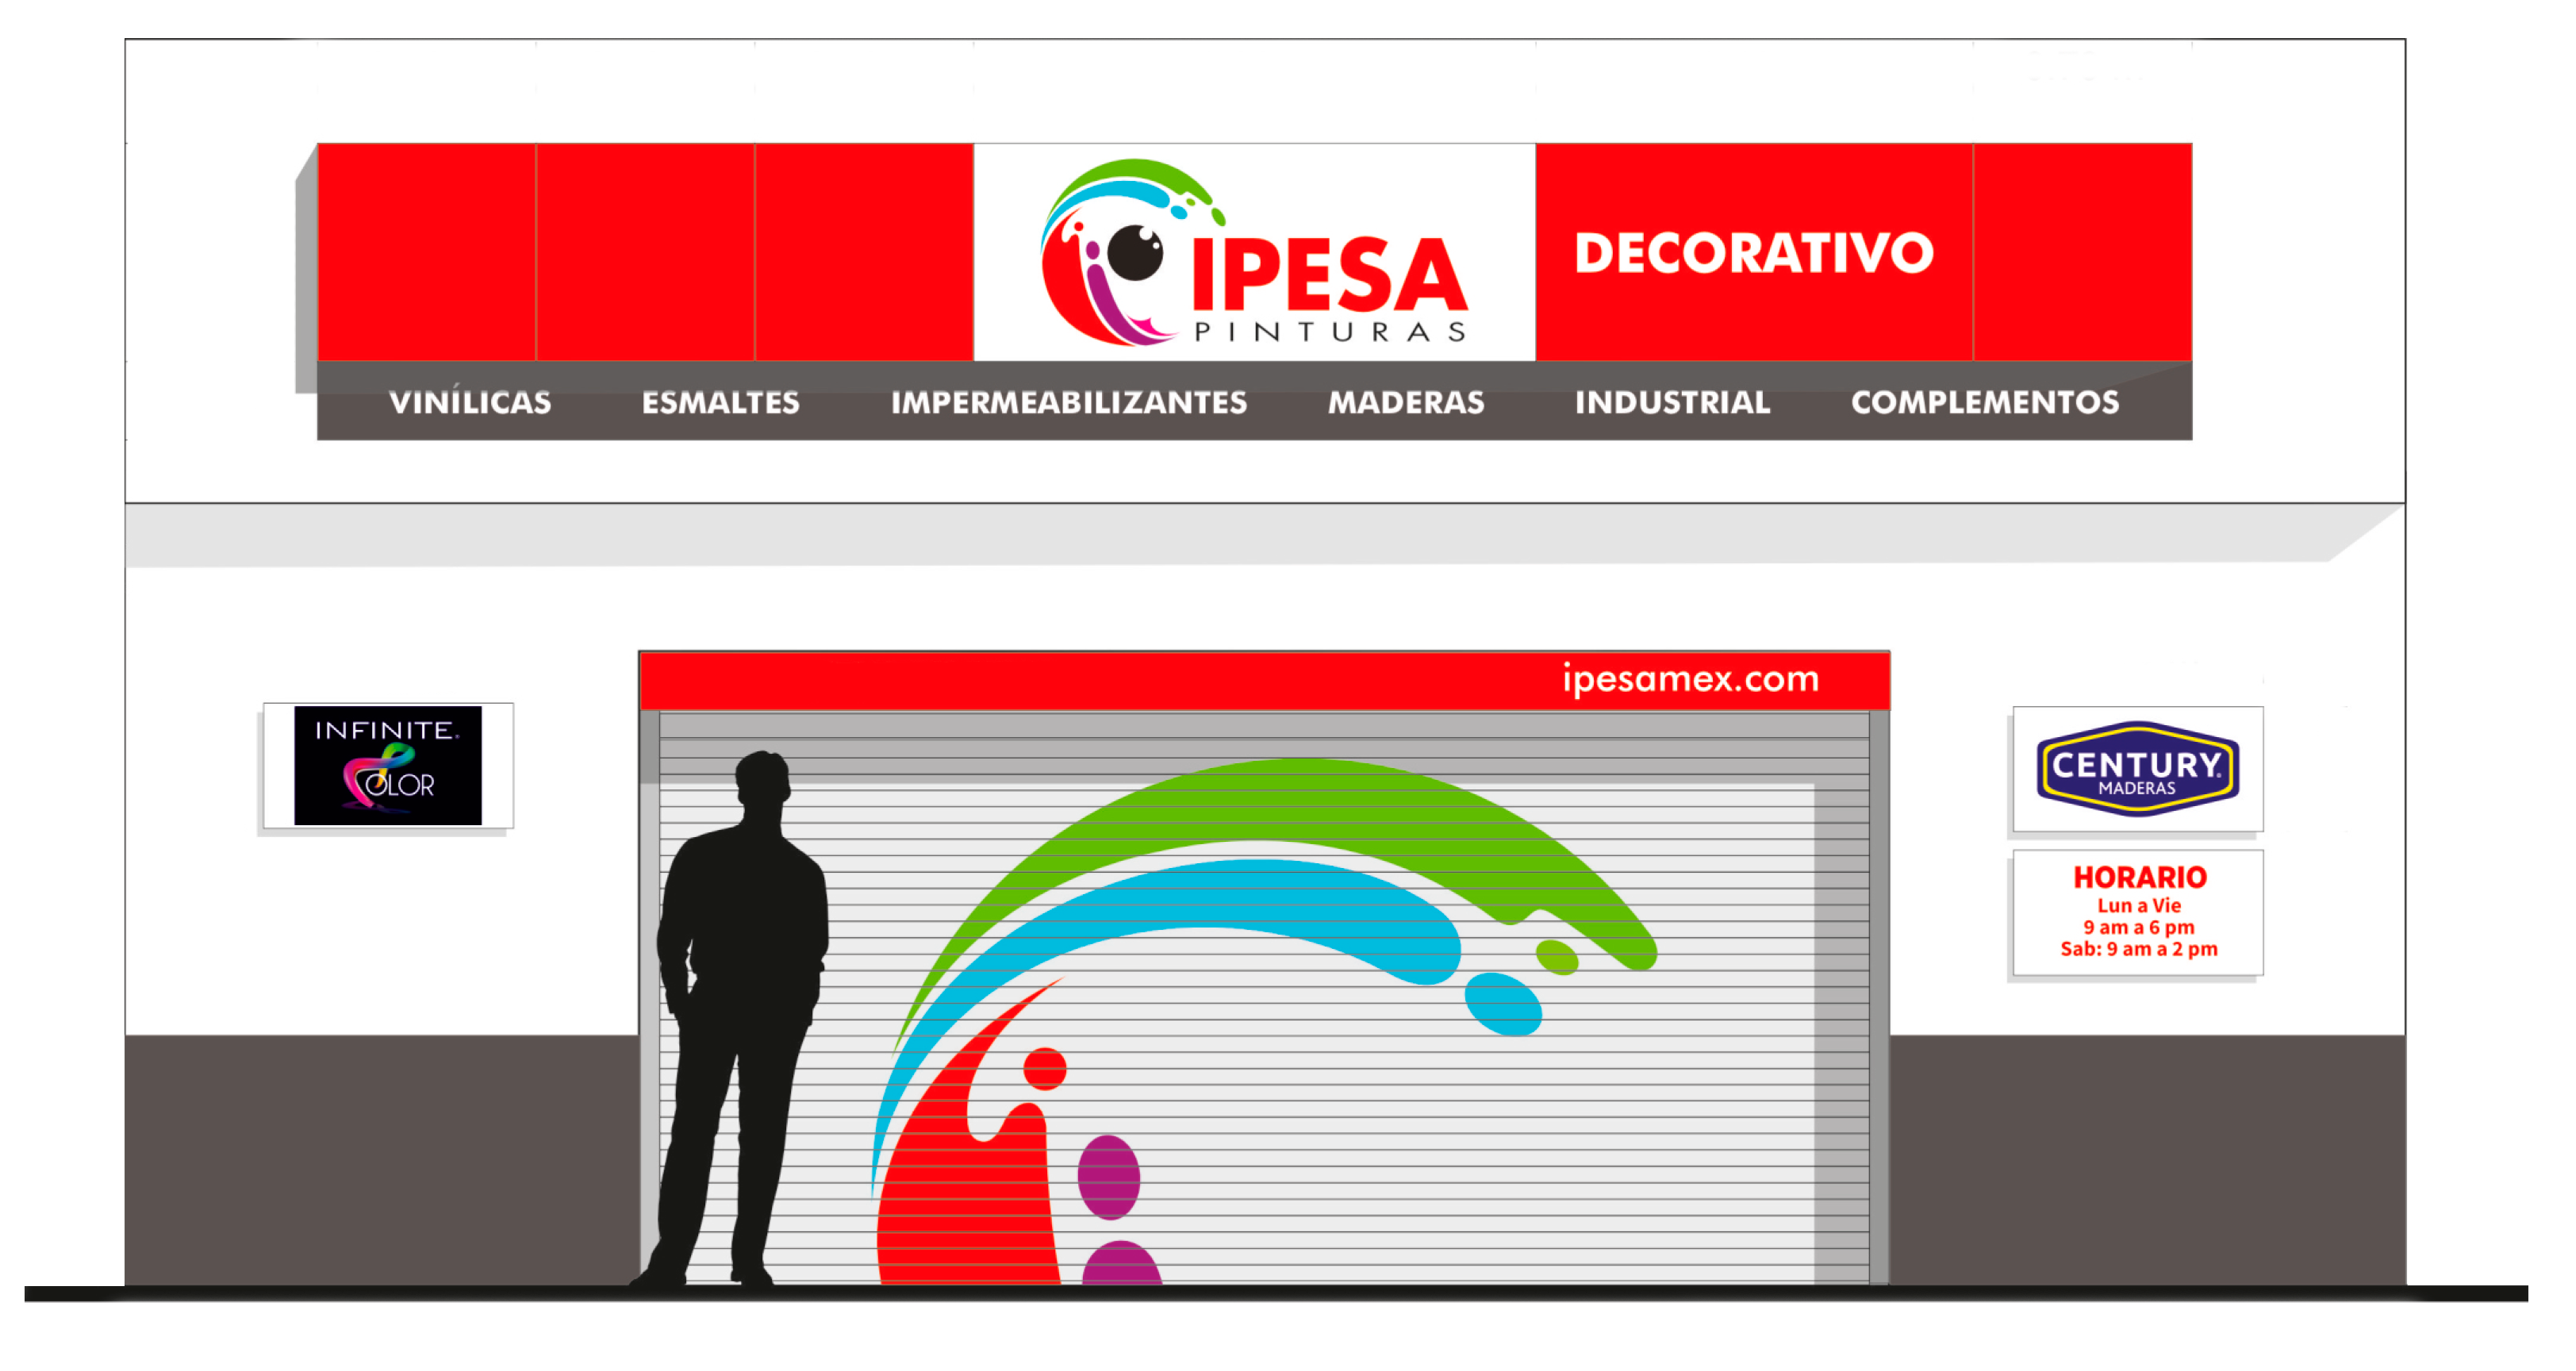 IPESA
PINTURAS
DECORATIVO
VINÍLICAS ESMALTES IMPERMEABILIZANTES MADERAS INDUSTRIAL COMPLEMENTOS
ipesamex.com
INFINITE
COLOR
CENTURY
MADERAS
HORARIO
Lun a Vie
9 am a 6 pm
Sab: 9 am a 2 pm